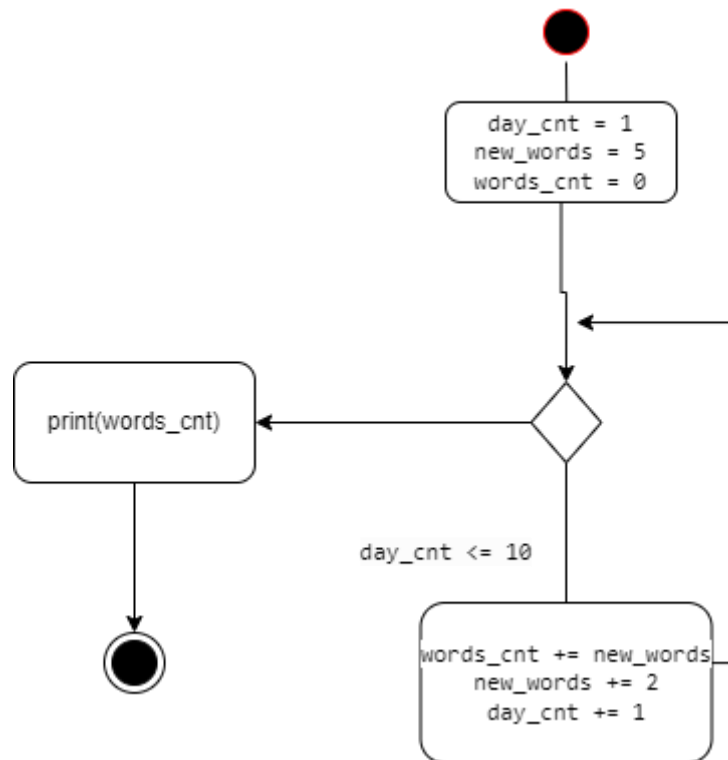 day_cnt = 1
new_words = 5
words_cnt = 0
print(words_cnt)
day_cnt <= 10
words_cnt += new_words
new_words += 2
day_cnt += 1